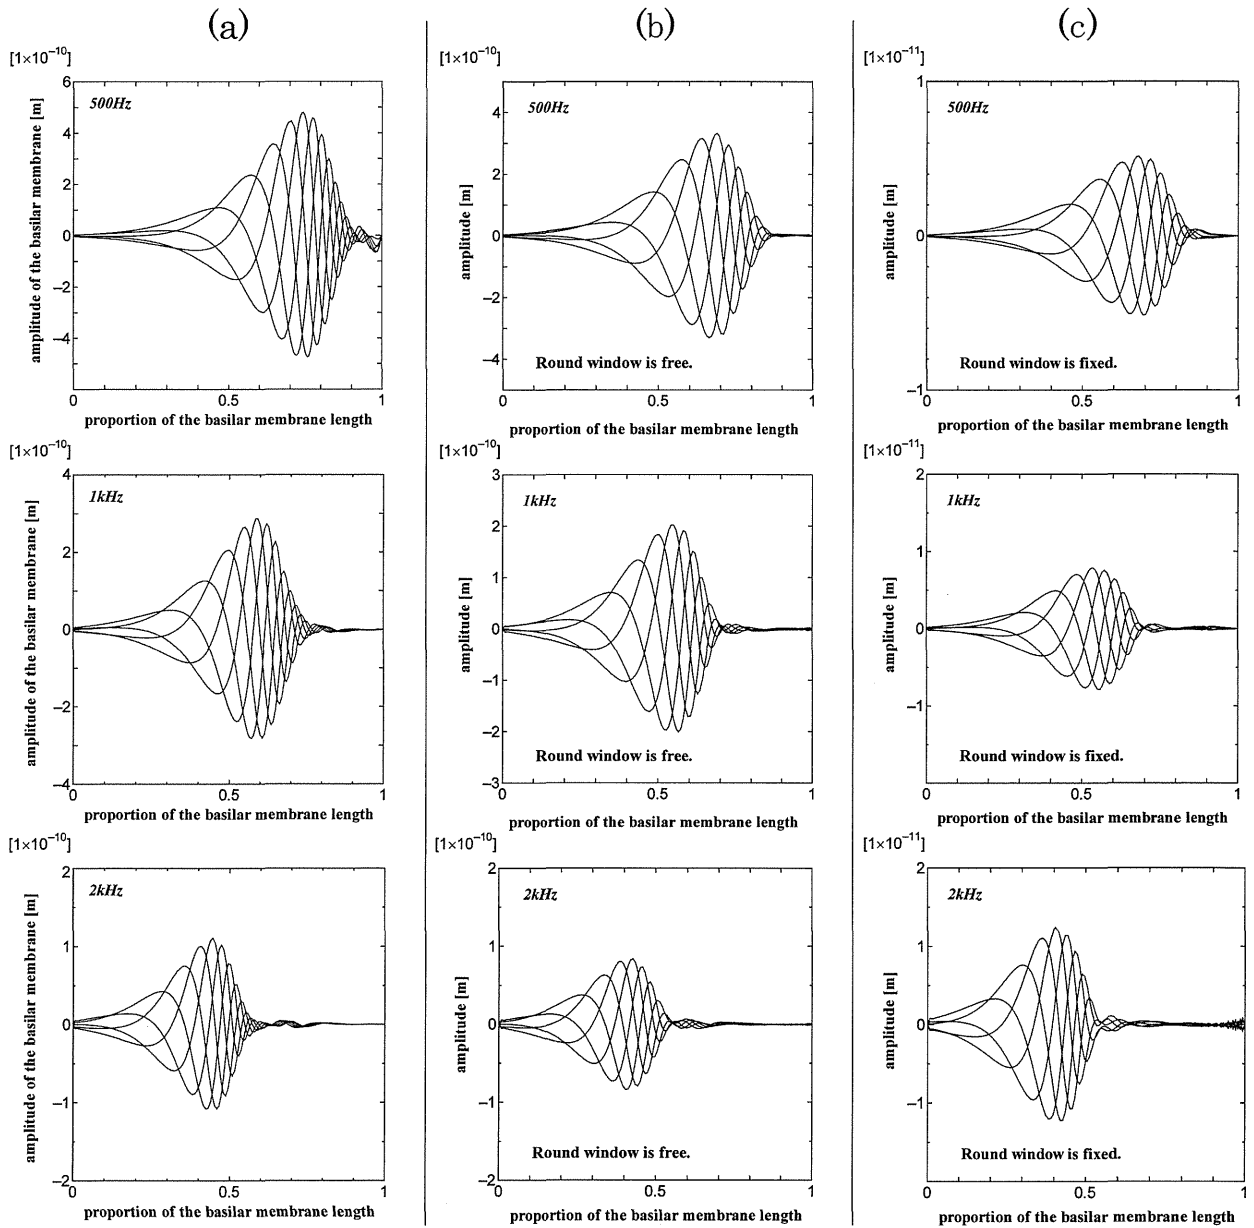 (a)
(b)
(c)
[1×10⁻¹⁰]
6
4
2
0
−2
−4
500Hz
amplitude of the basilar membrane [m]
0
0.5
1
proportion of the basilar membrane length
[1×10⁻¹⁰]
4
2
0
−2
−4
500Hz
amplitude [m]
Round window is free.
0
0.5
1
proportion of the basilar membrane length
[1×10⁻¹¹]
1
0
−1
500Hz
amplitude [m]
Round window is fixed.
0
0.5
1
proportion of the basilar membrane length
[1×10⁻¹⁰]
4
2
0
−2
−4
1kHz
amplitude of the basilar membrane [m]
0
0.5
1
proportion of the basilar membrane length
[1×10⁻¹⁰]
3
2
1
0
−1
−2
−3
1kHz
amplitude [m]
Round window is free.
0
0.5
1
proportion of the basilar membrane length
[1×10⁻¹¹]
2
1
0
−1
1kHz
amplitude [m]
Round window is fixed.
0
0.5
1
proportion of the basilar membrane length
[1×10⁻¹⁰]
2
1
0
−1
−2
2kHz
amplitude of the basilar membrane [m]
0
0.5
1
proportion of the basilar membrane length
[1×10⁻¹⁰]
2
1
0
−1
−2
2kHz
amplitude [m]
Round window is free.
0
0.5
1
proportion of the basilar membrane length
[1×10⁻¹¹]
2
1
0
−1
2kHz
amplitude [m]
Round window is fixed.
0
0.5
1
proportion of the basilar membrane length